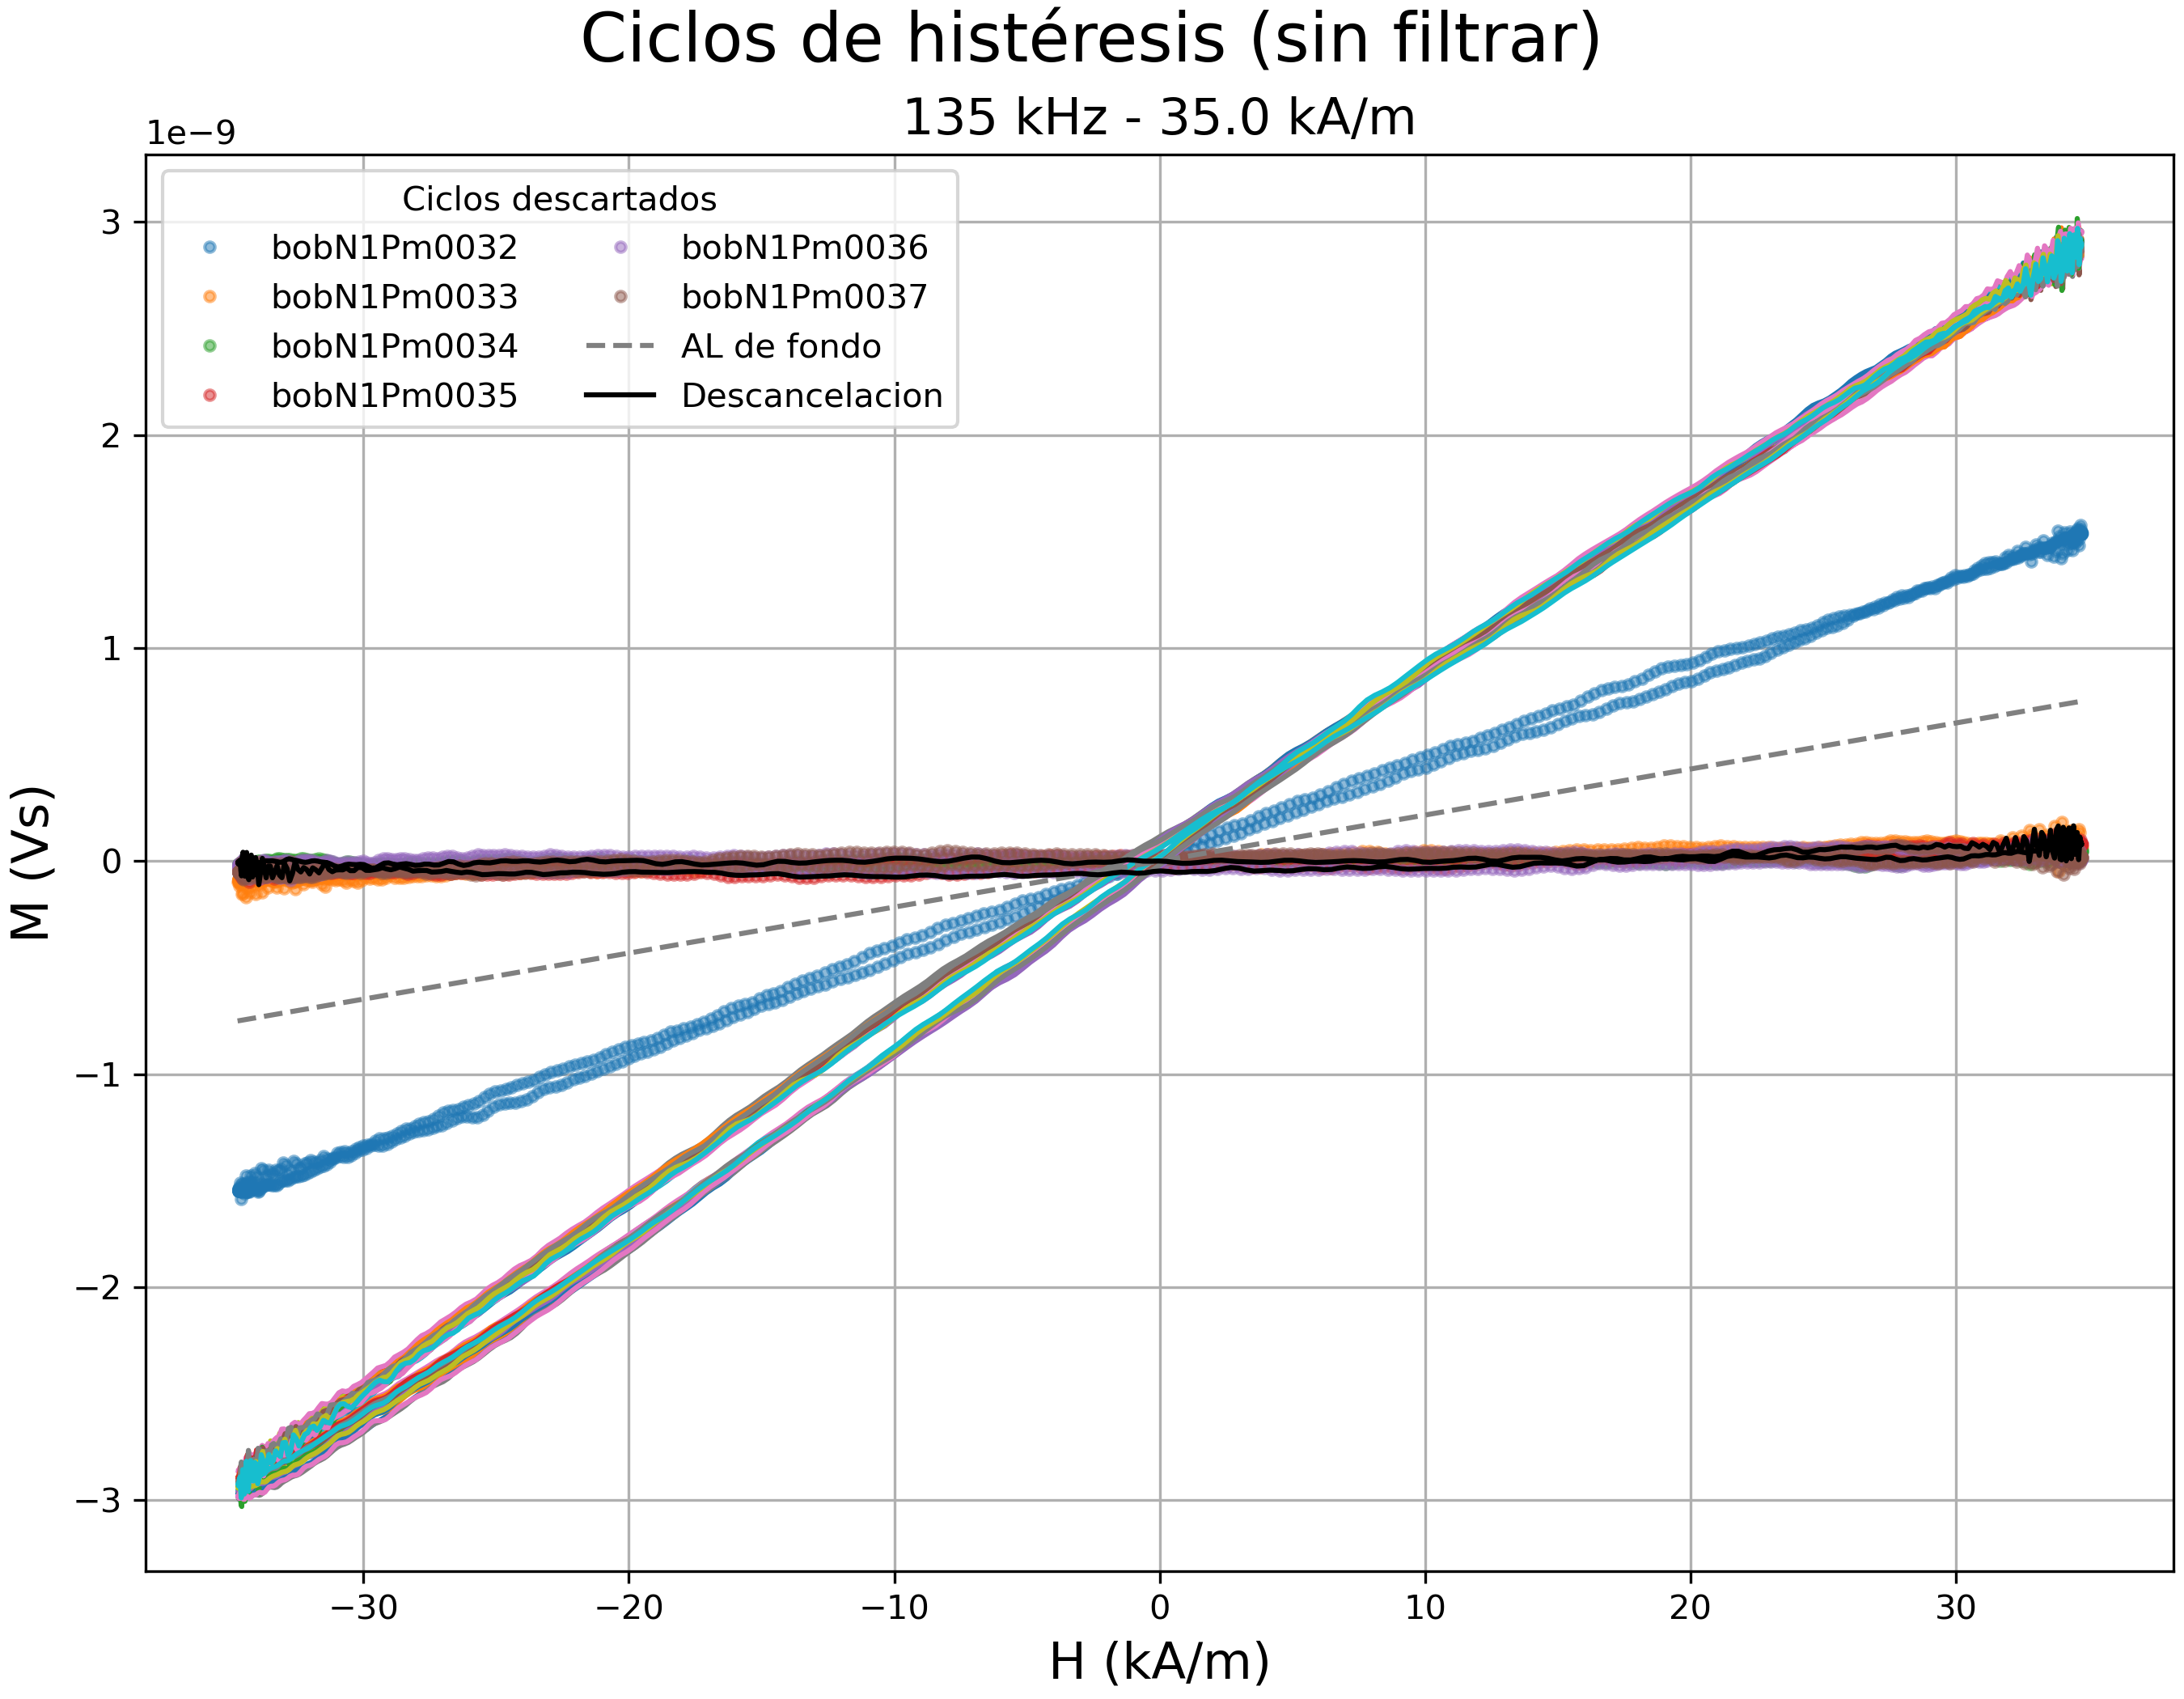 Ciclos de histéresis (sin filtrar)
135 kHz - 35.0 kA/m
1e−9
Ciclos descartados
bobN1Pm0032
bobN1Pm0033
bobN1Pm0034
bobN1Pm0035
bobN1Pm0036
bobN1Pm0037
AL de fondo
Descancelacion
3
2
1
0
−1
−2
−3
M (Vs)
−30 −20 −10 0 10 20 30
H (kA/m)